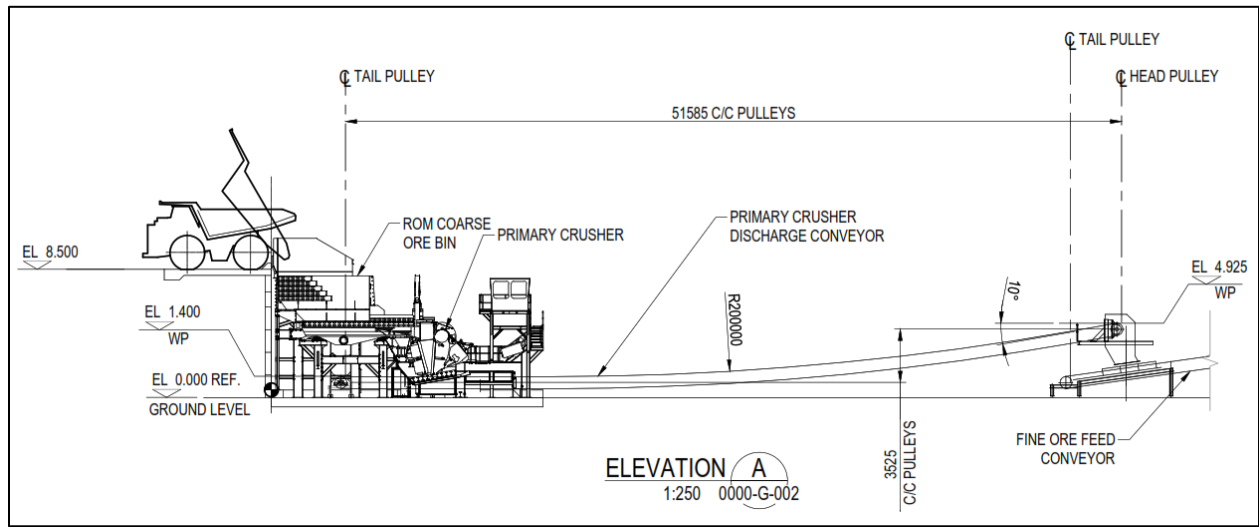 ℄ TAIL PULLEY
℄ TAIL PULLEY
℄ HEAD PULLEY
51585 C/C PULLEYS
ROM COARSE
ORE BIN
PRIMARY CRUSHER
PRIMARY CRUSHER
DISCHARGE CONVEYOR
EL 8.500
EL 4.925
WP
10°
R200000
EL 1.400
WP
EL 0.000 REF.
GROUND LEVEL
3525
C/C PULLEYS
FINE ORE FEED
CONVEYOR
ELEVATION A
1:250 0000-G-002